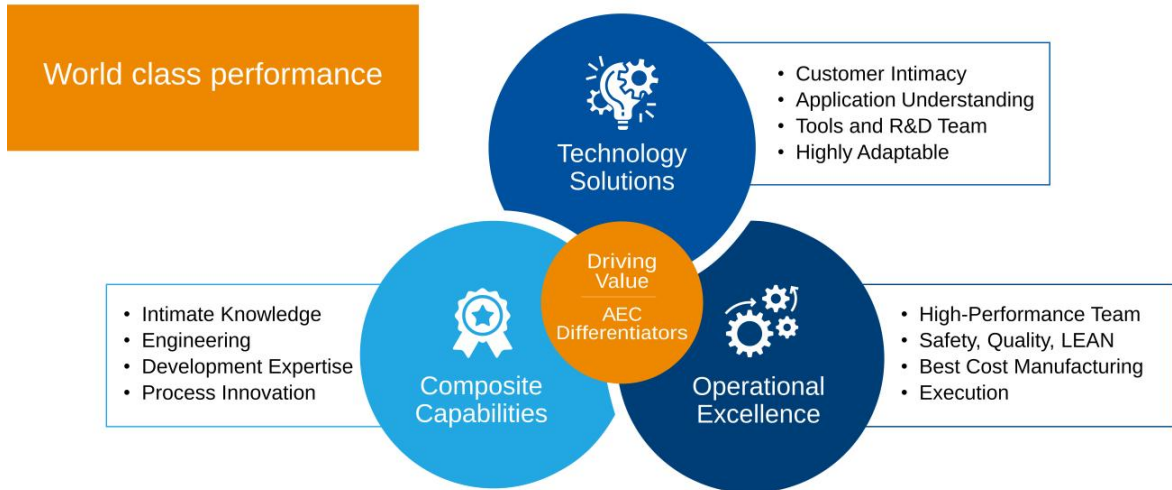 World class performance
Technology
Solutions
• Customer Intimacy
• Application Understanding
• Tools and R&D Team
• Highly Adaptable
Driving
Value
AEC
Differentiators
• Intimate Knowledge
• Engineering
• Development Expertise
• Process Innovation
Composite
Capabilities
Operational
Excellence
• High-Performance Team
• Safety, Quality, LEAN
• Best Cost Manufacturing
• Execution